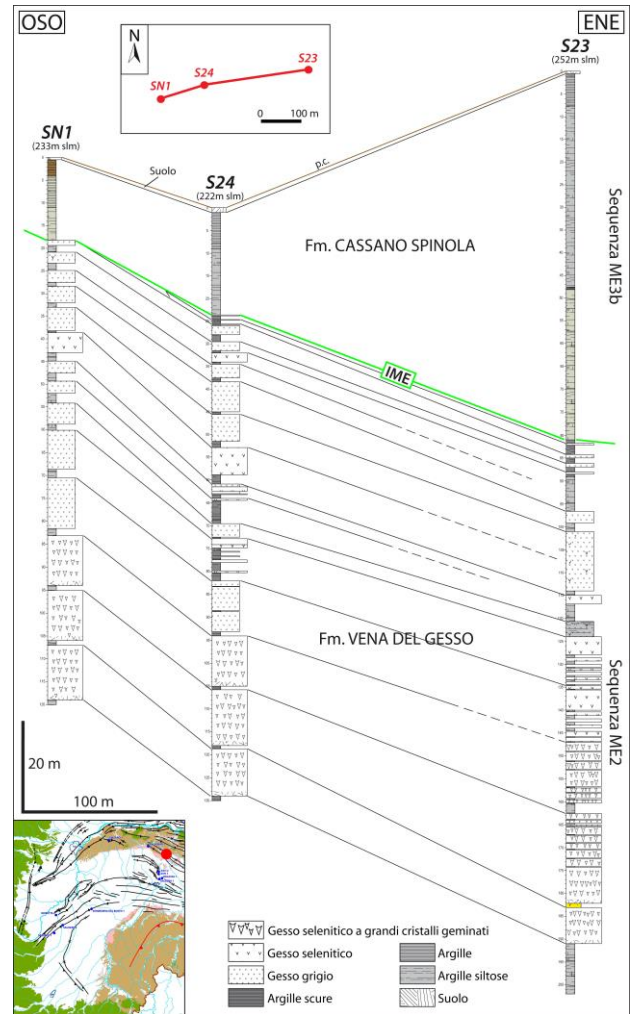 OSO
ENE
N
SN1
S24
S23
0
100 m
S23
(252m slm)
SN1
(233m slm)
Suolo
S24
(222m slm)
p.c.
Fm. CASSANO SPINOLA
Sequenza ME3b
IME
Fm. VENA DEL GESSO
Sequenza ME2
20 m
100 m
Gesso selenitico a grandi cristalli geminati
Gesso selenitico
Gesso grigio
Argille scure
Argille
Argille siltose
Suolo